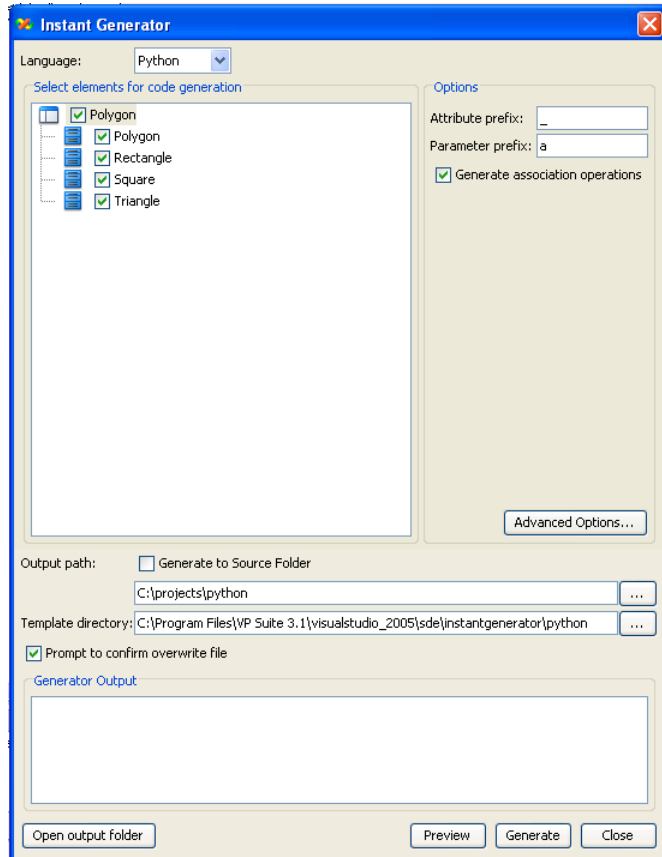 Instant Generator
Language: Python
Select elements for code generation
Polygon
Polygon
Rectangle
Square
Triangle
Options
Attribute prefix: _
Parameter prefix: a
Generate association operations
Advanced Options...
Output path: Generate to Source Folder
C:\projects\python ...
Template directory: C:\Program Files\VP Suite 3.1\visualstudio_2005\sde\instantgenerator\python ...
Prompt to confirm overwrite file
Generator Output
Open output folder Preview Generate Close